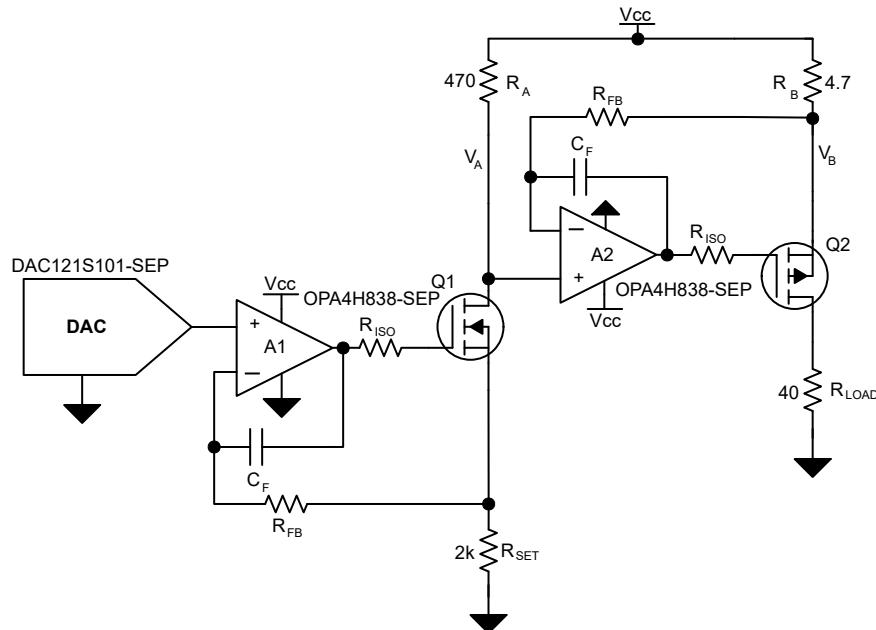 Vcc
470
R A
R B
4.7
R FB
C F
V A
V B
A2
R ISO
Q2
DAC121S101-SEP
DAC
Vcc
OPA4H838-SEP
Q1
OPA4H838-SEP
Vcc
A1
R ISO
40
R LOAD
C F
R FB
2k
R SET